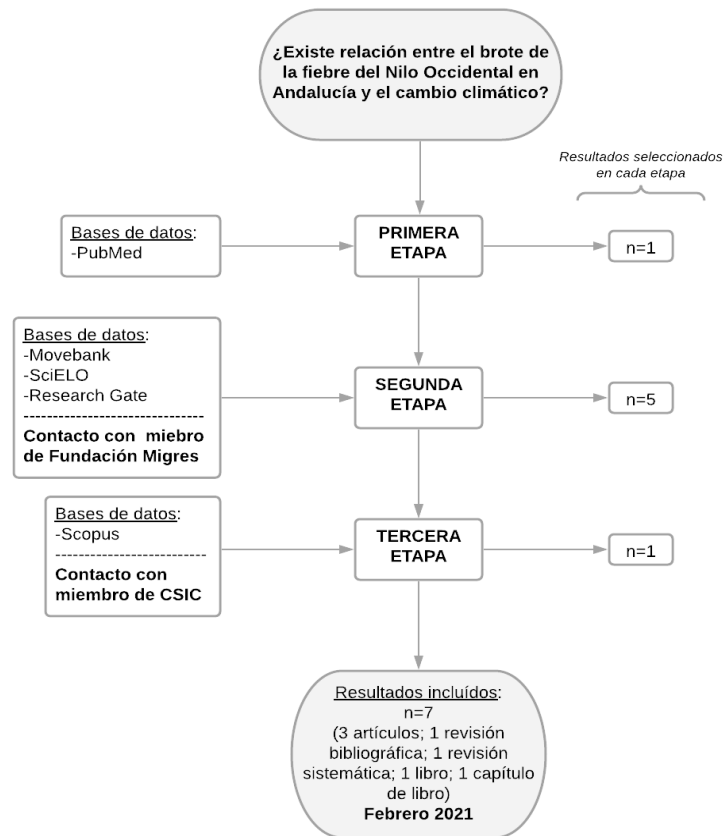 ¿Existe relación entre el brote de
la fiebre del Nilo Occidental en
Andalucía y el cambio climático?
Resultados seleccionados
en cada etapa
Bases de datos:
-PubMed
PRIMERA
ETAPA
n=1
Bases de datos:
-Movebank
-SciELO
-Research Gate
-------------------------------
Contacto con  miebro
de Fundación Migres
SEGUNDA
ETAPA
n=5
Bases de datos:
-Scopus
--------------------------
Contacto con
miembro de CSIC
TERCERA
ETAPA
n=1
Resultados incluídos:
n=7
(3 artículos; 1 revisión
bibliográfica; 1 revisión
sistemática; 1 libro; 1 capítulo
de libro)
Febrero 2021